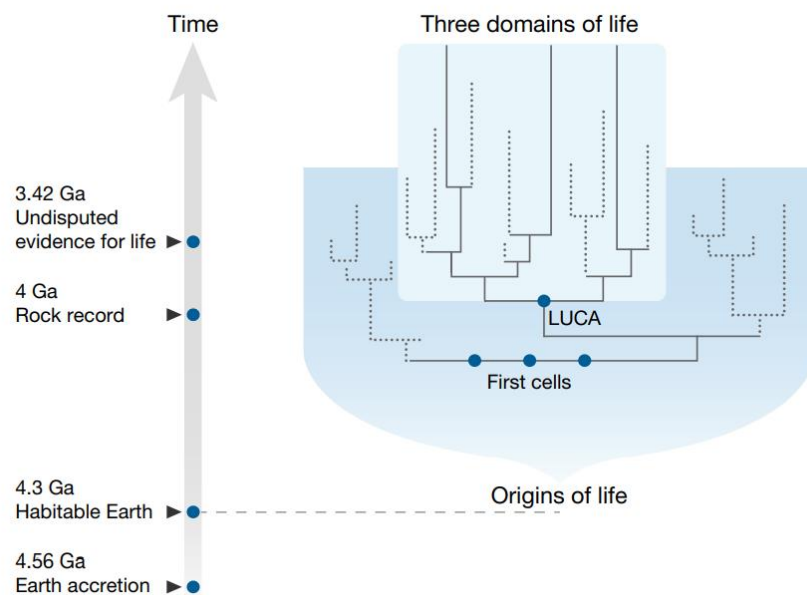 Time
Three domains of life
3.42 Ga
Undisputed
evidence for life
4 Ga
Rock record
LUCA
First cells
4.3 Ga
Habitable Earth
Origins of life
4.56 Ga
Earth accretion